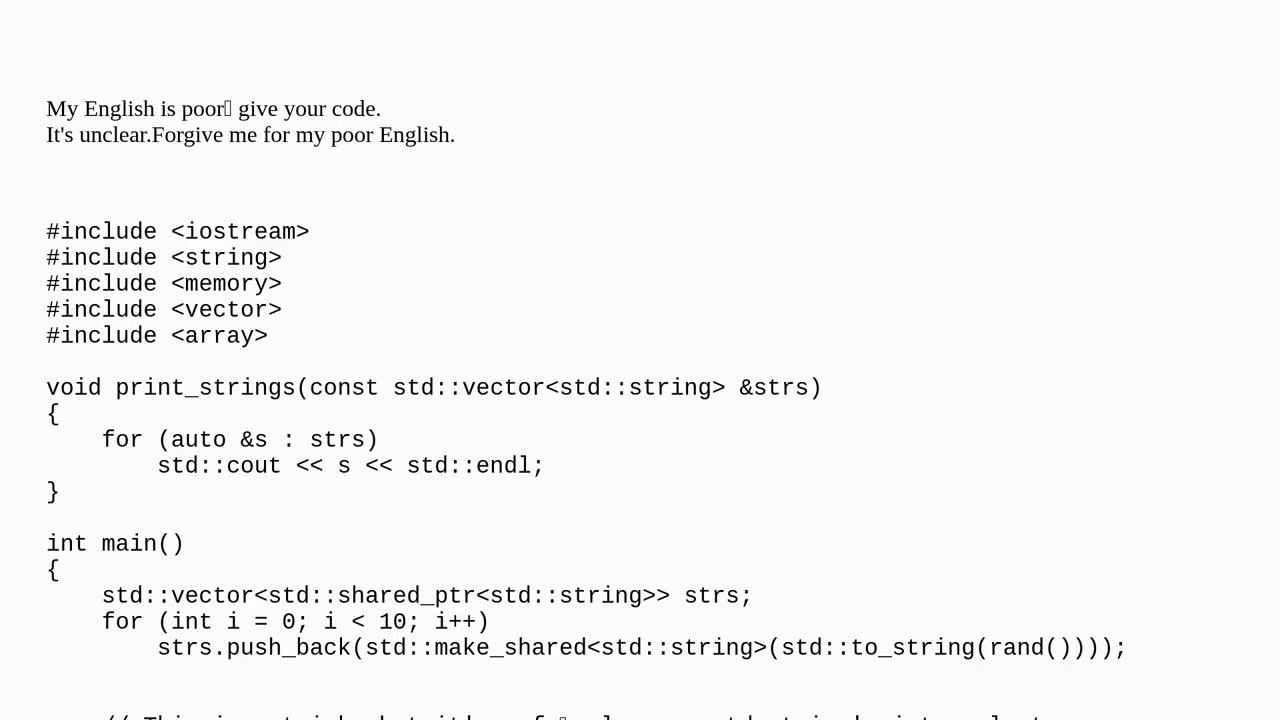 My English is poor give your code.
It's unclear.Forgive me for my poor English.
#include <iostream>
#include <string>
#include <memory>
#include <vector>
#include <array>
void print_strings(const std::vector<std::string> &strs)
{
    for (auto &s : strs)
        std::cout << s << std::endl;
}
int main()
{
    std::vector<std::shared_ptr<std::string>> strs;
    for (int i = 0; i < 10; i++)
        strs.push_back(std::make_shared<std::string>(std::to_string(rand())));